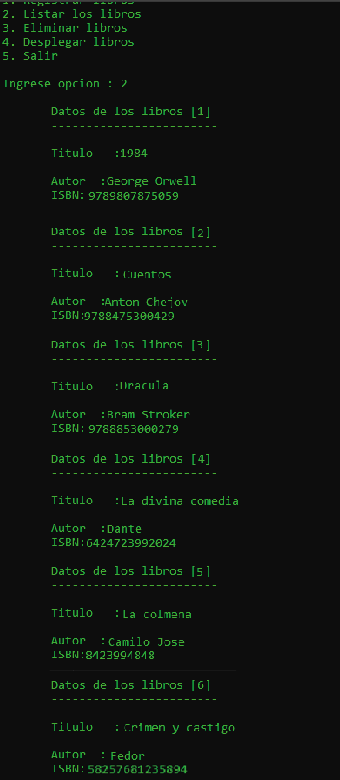 1. Registrar libros
2. Listar los libros
3. Eliminar libros
4. Desplegar libros
5. Salir
Ingrese opcion : 2
Datos de los libros [1]
------------------------
Titulo :1984
Autor :George Orwell
ISBN: 9789807875059
Datos de los libros [2]
------------------------
Titulo :Cuentos
Autor :Anton Chejov
ISBN:9788475300429
Datos de los libros [3]
------------------------
Titulo :Dracula
Autor :Bram Stroker
ISBN: 9788853000279
Datos de los libros [4]
------------------------
Titulo :La divina comedia
Autor :Dante
ISBN:6424723992024
Datos de los libros [5]
------------------------
Titulo :La colmena
Autor :Camilo Jose
ISBN:8423994848
Datos de los libros [6]
------------------------
Titulo :Crimen y castigo
Autor : Fedor
ISBN:58257681235894